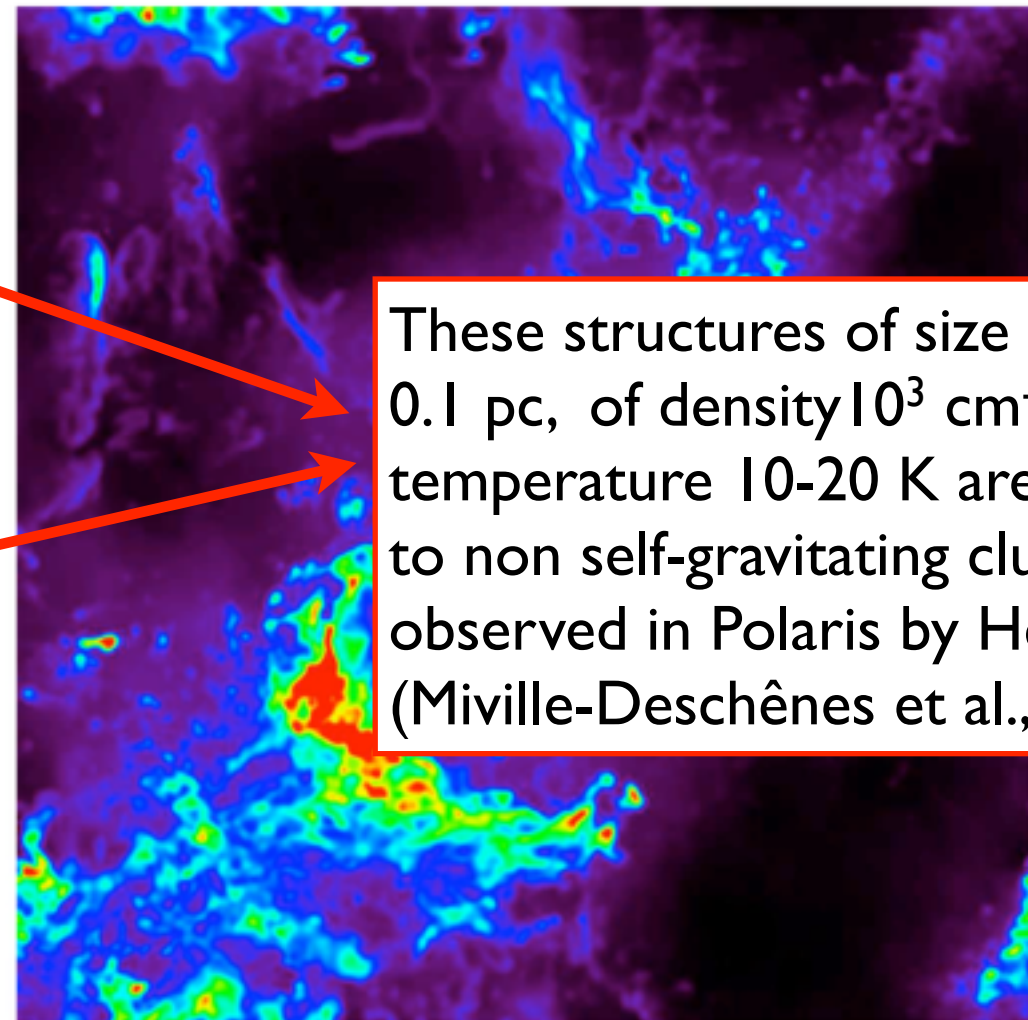 These structures of size
0.1 pc, of density10³ cm
temperature 10-20 K are
to non self-gravitating
observed in Polaris by
(Miville-Deschênes et al.,